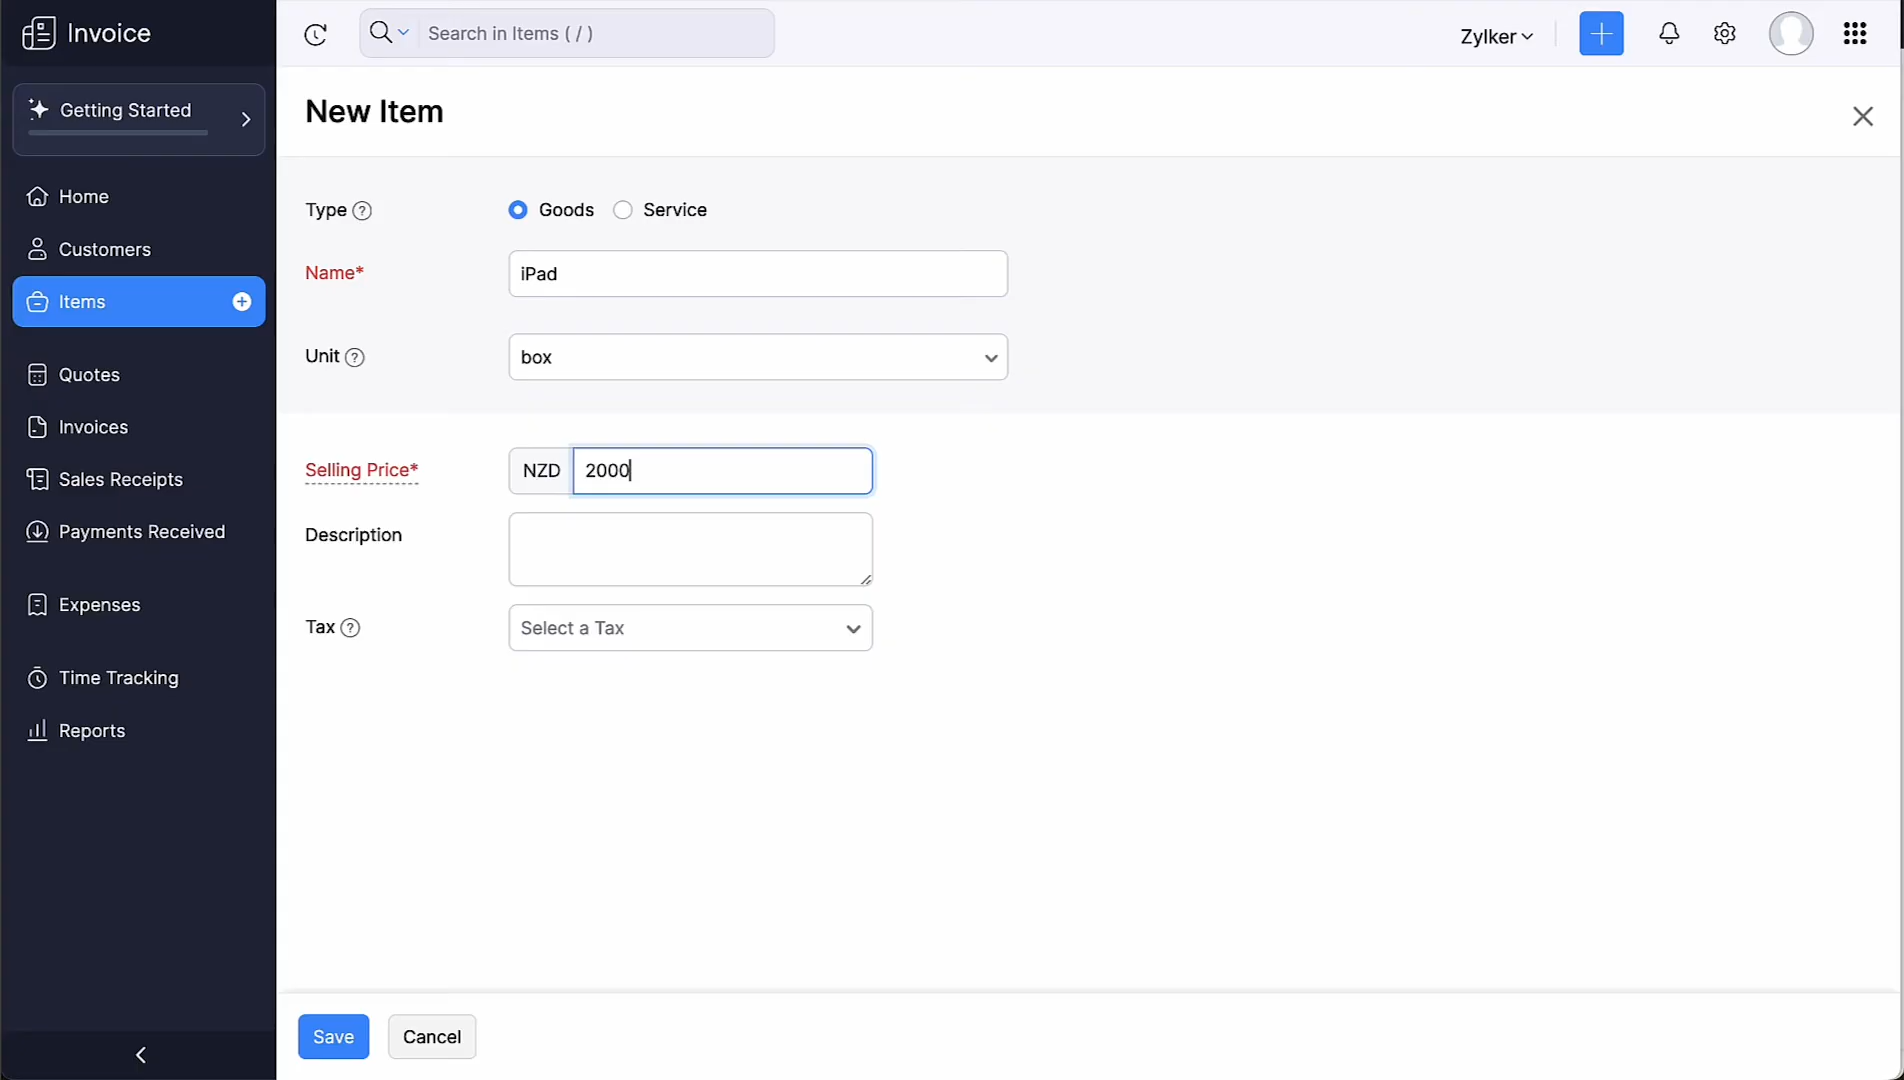 Invoice
Search in Items ( / )
Zylker
Getting Started
New Item
Home
Customers
Items
Quotes
Invoices
Sales Receipts
Payments Received
Expenses
Time Tracking
Reports
Type ?
Goods
Service
Name*
iPad
Unit ?
box
Selling Price*
NZD
2000
Description
Tax ?
Select a Tax
Save
Cancel